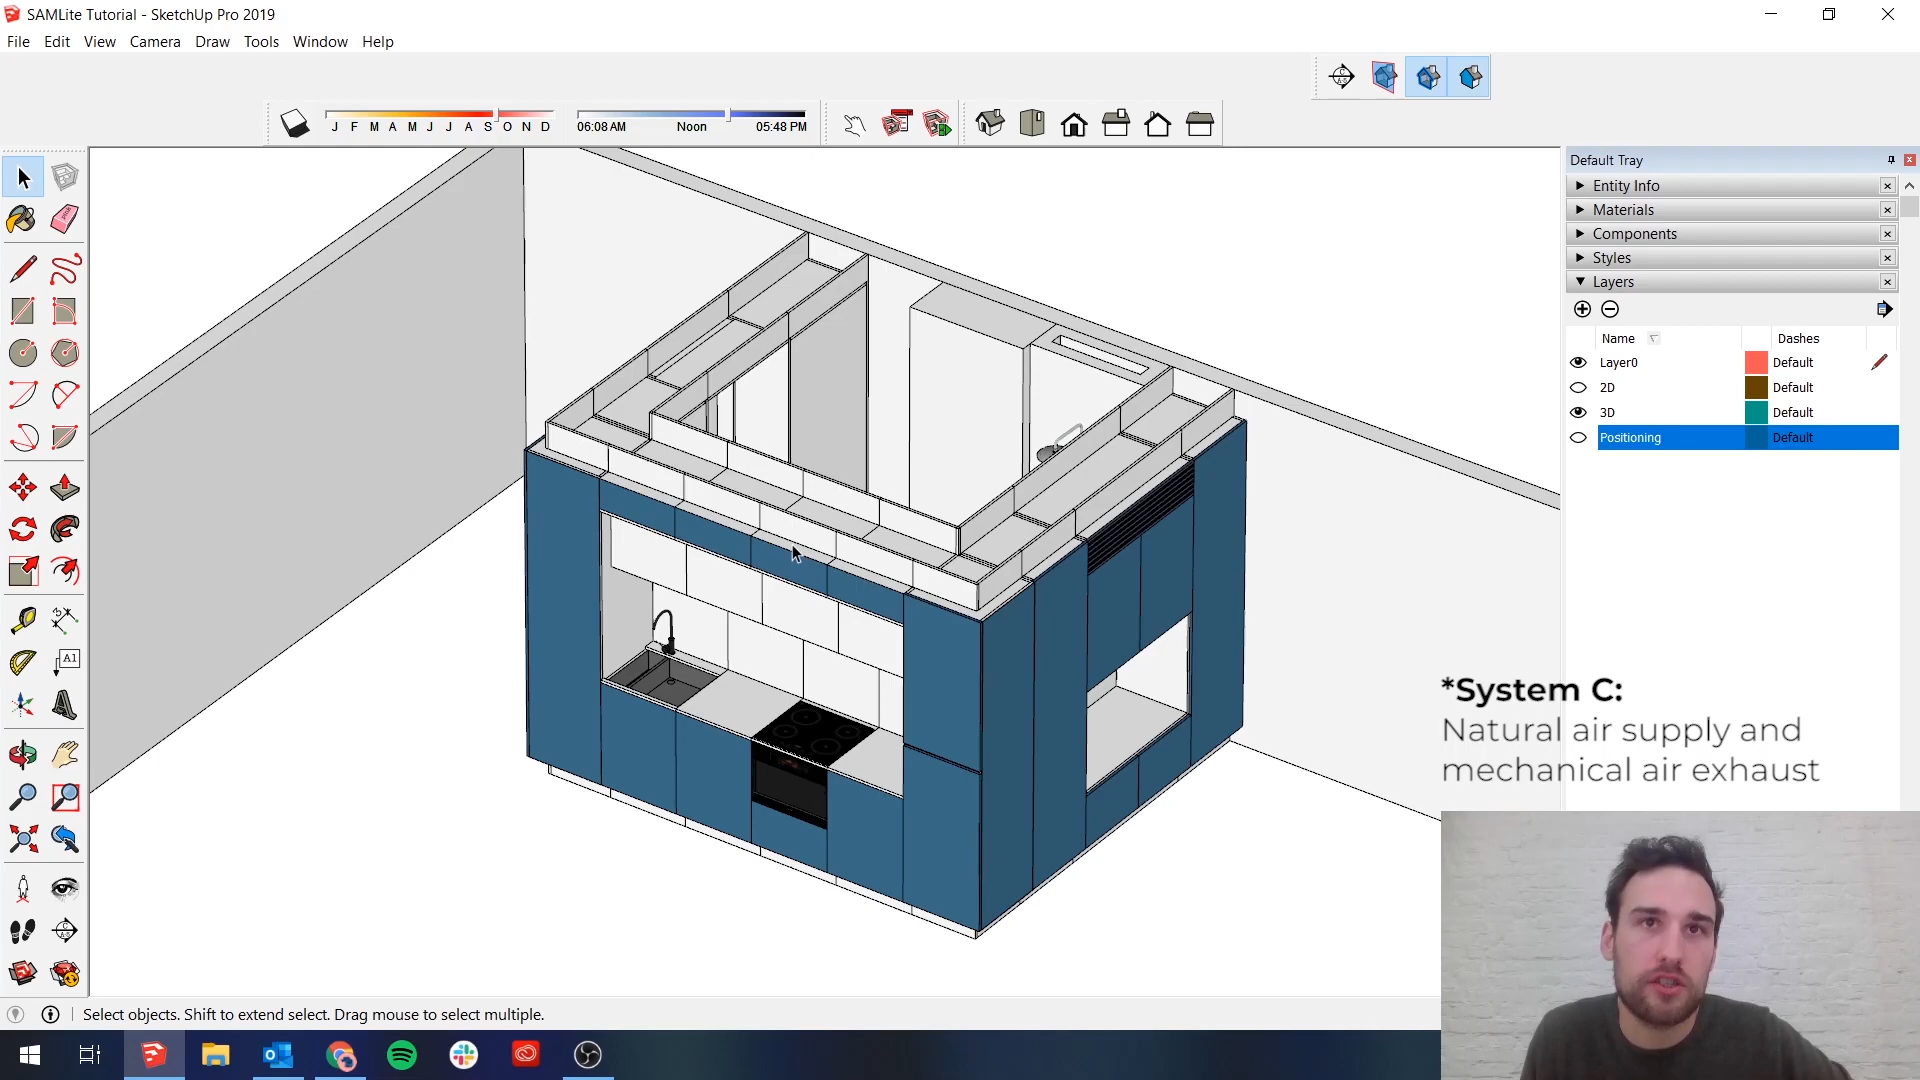 SAMLite Tutorial - SketchUp Pro 2019
File Edit View Camera Draw Tools Window Help
J F M A M J J A S O N D
06:08 AM Noon 05:48 PM
Default Tray
Entity Info
Materials
Components
Styles
Layers
Name Dashes
Layer0 Default
2D Default
3D Default
Positioning Default
A1
*System C:
Natural air supply and
mechanical air exhaust
Select objects. Shift to extend select. Drag mouse to select multiple.